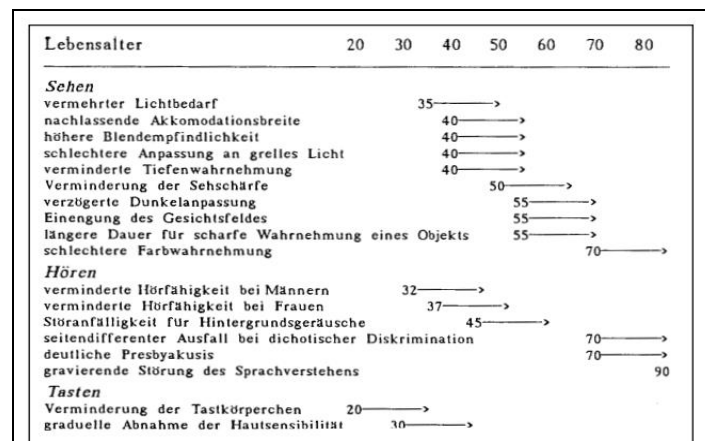 Lebensalter 20 30 40 50 60 70 80
Sehen
vermehrter Lichtbedarf 35
nachlassende Akkomodationsbreite 40
höhere Blendempfindlichkeit 40
schlechtere Anpassung an grelles Licht 40
verminderte Tiefenwahrnehmung 40
Verminderung der Sehschärfe 50
verzögerte Dunkelanpassung 55
Einengung des Gesichtsfeldes 55
längere Dauer für scharfe Wahrnehmung eines Objekts 55
schlechtere Farbwahrnehmung 70
Hören
verminderte Hörfähigkeit bei Männern 32
verminderte Hörfähigkeit bei Frauen 37
Störanfälligkeit für Hintergrundsgeräusche 45
seitendifferenter Ausfall bei dichotischer Diskrimination 70
deutliche Presbyakusis 70
gravierende Störung des Sprachverstehens 90
Tasten
Verminderung der Tastkörperchen 20
graduelle Abnahme der Hautsensibilität 30